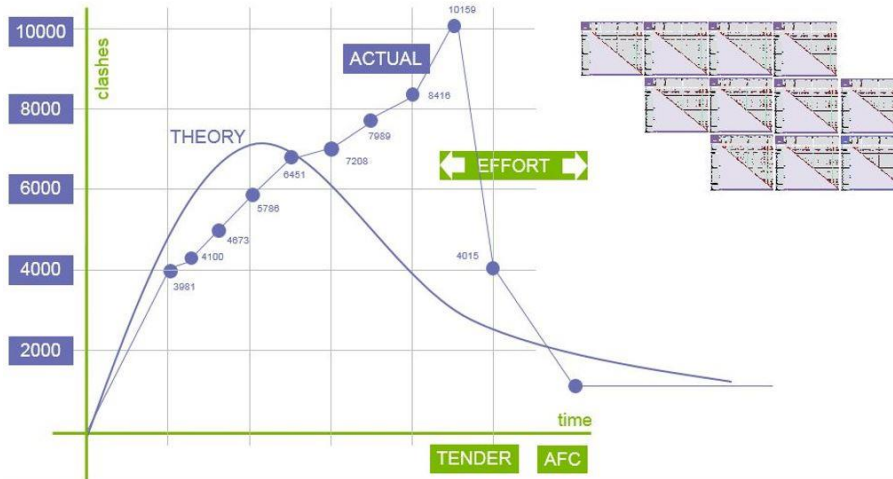 10000
clashes
10159
ACTUAL
8000
8416
THEORY
7989
7208
6451
EFFORT
6000
5786
4673
4100
4000
3981
4015
2000
time
TENDER
AFC